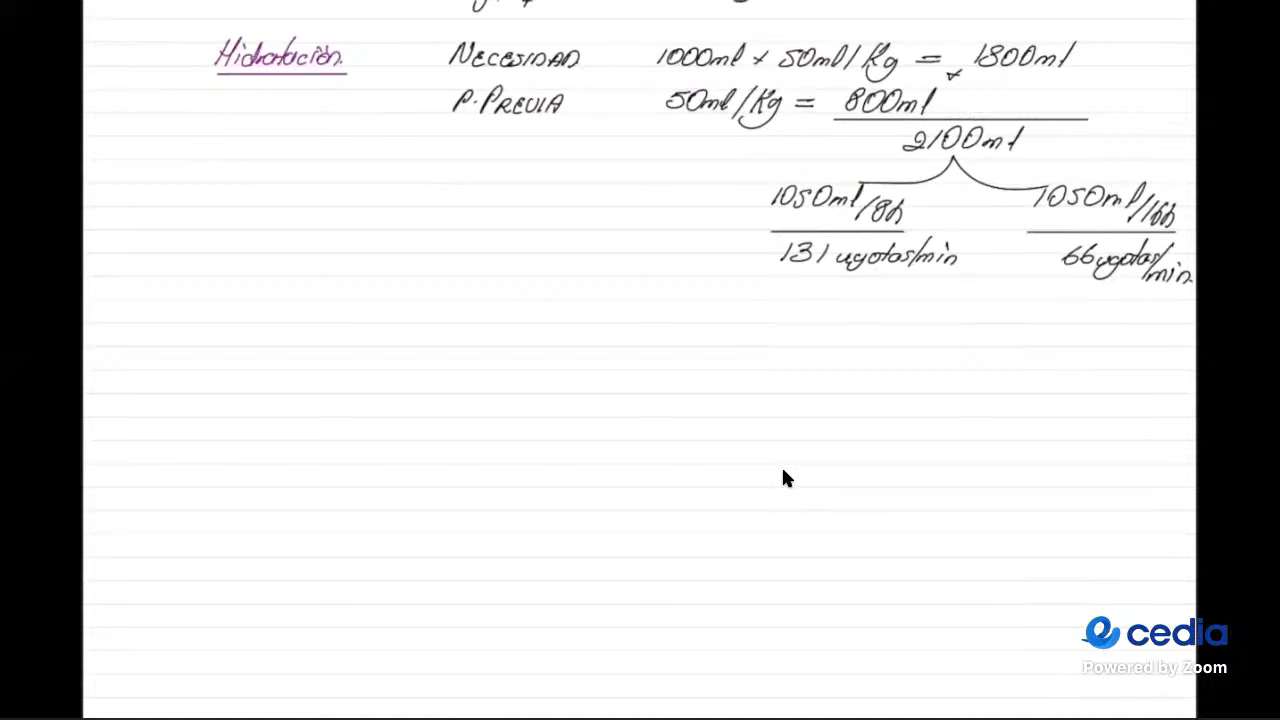 Hidratación. NECESIDAD 1000ml + 50ml/Kg = 1800ml
P. PREVIA 50ml/Kg = 800ml
2100ml
1050ml/8h 1050ml/16h
131 ugotas/min 66 ugotas/min.
cedia
Powered by Zoom